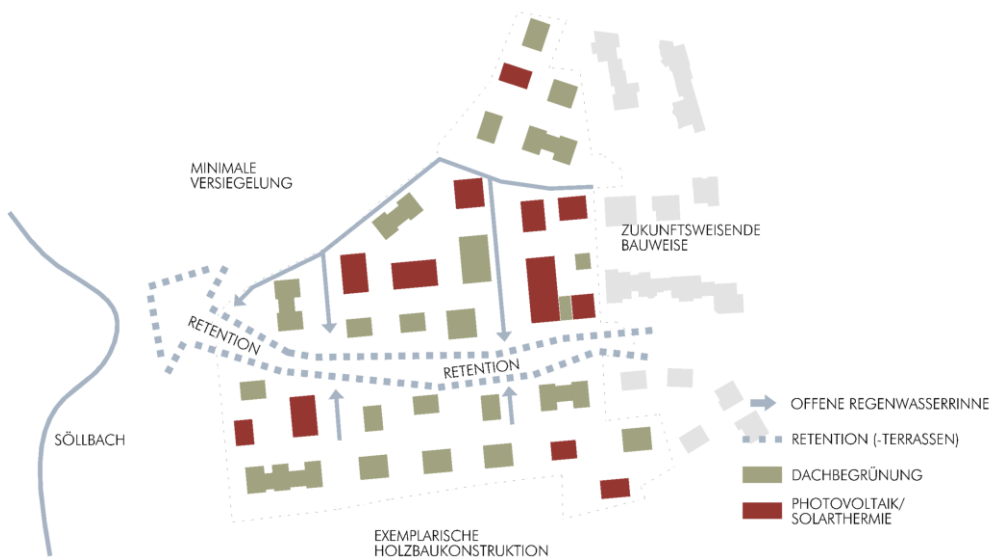 MINIMALE
VERSIEGELUNG
ZUKUNFTSWEISENDE
BAUWEISE
RETENTION
RETENTION
SÖLLBACH
OFFENE REGENWASSERRINNE
RETENTION (-TERRASSEN)
DACHBEGRÜNUNG
PHOTOVOLTAIK/
SOLARTHERMIE
EXEMPLARISCHE
HOLZBAUKONSTRUKTION